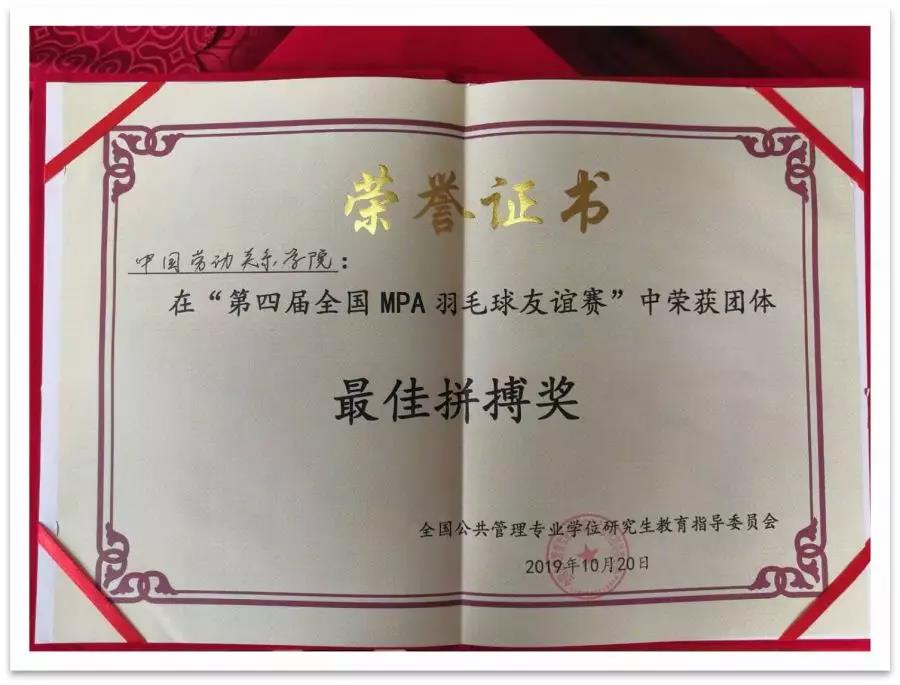 荣誉证书
中国劳动关系学院：
在“第四届全国MPA羽毛球友谊赛”中荣获团体
最佳拼搏奖
全国公共管理专业学位研究生教育指导委员会
2019年10月20日